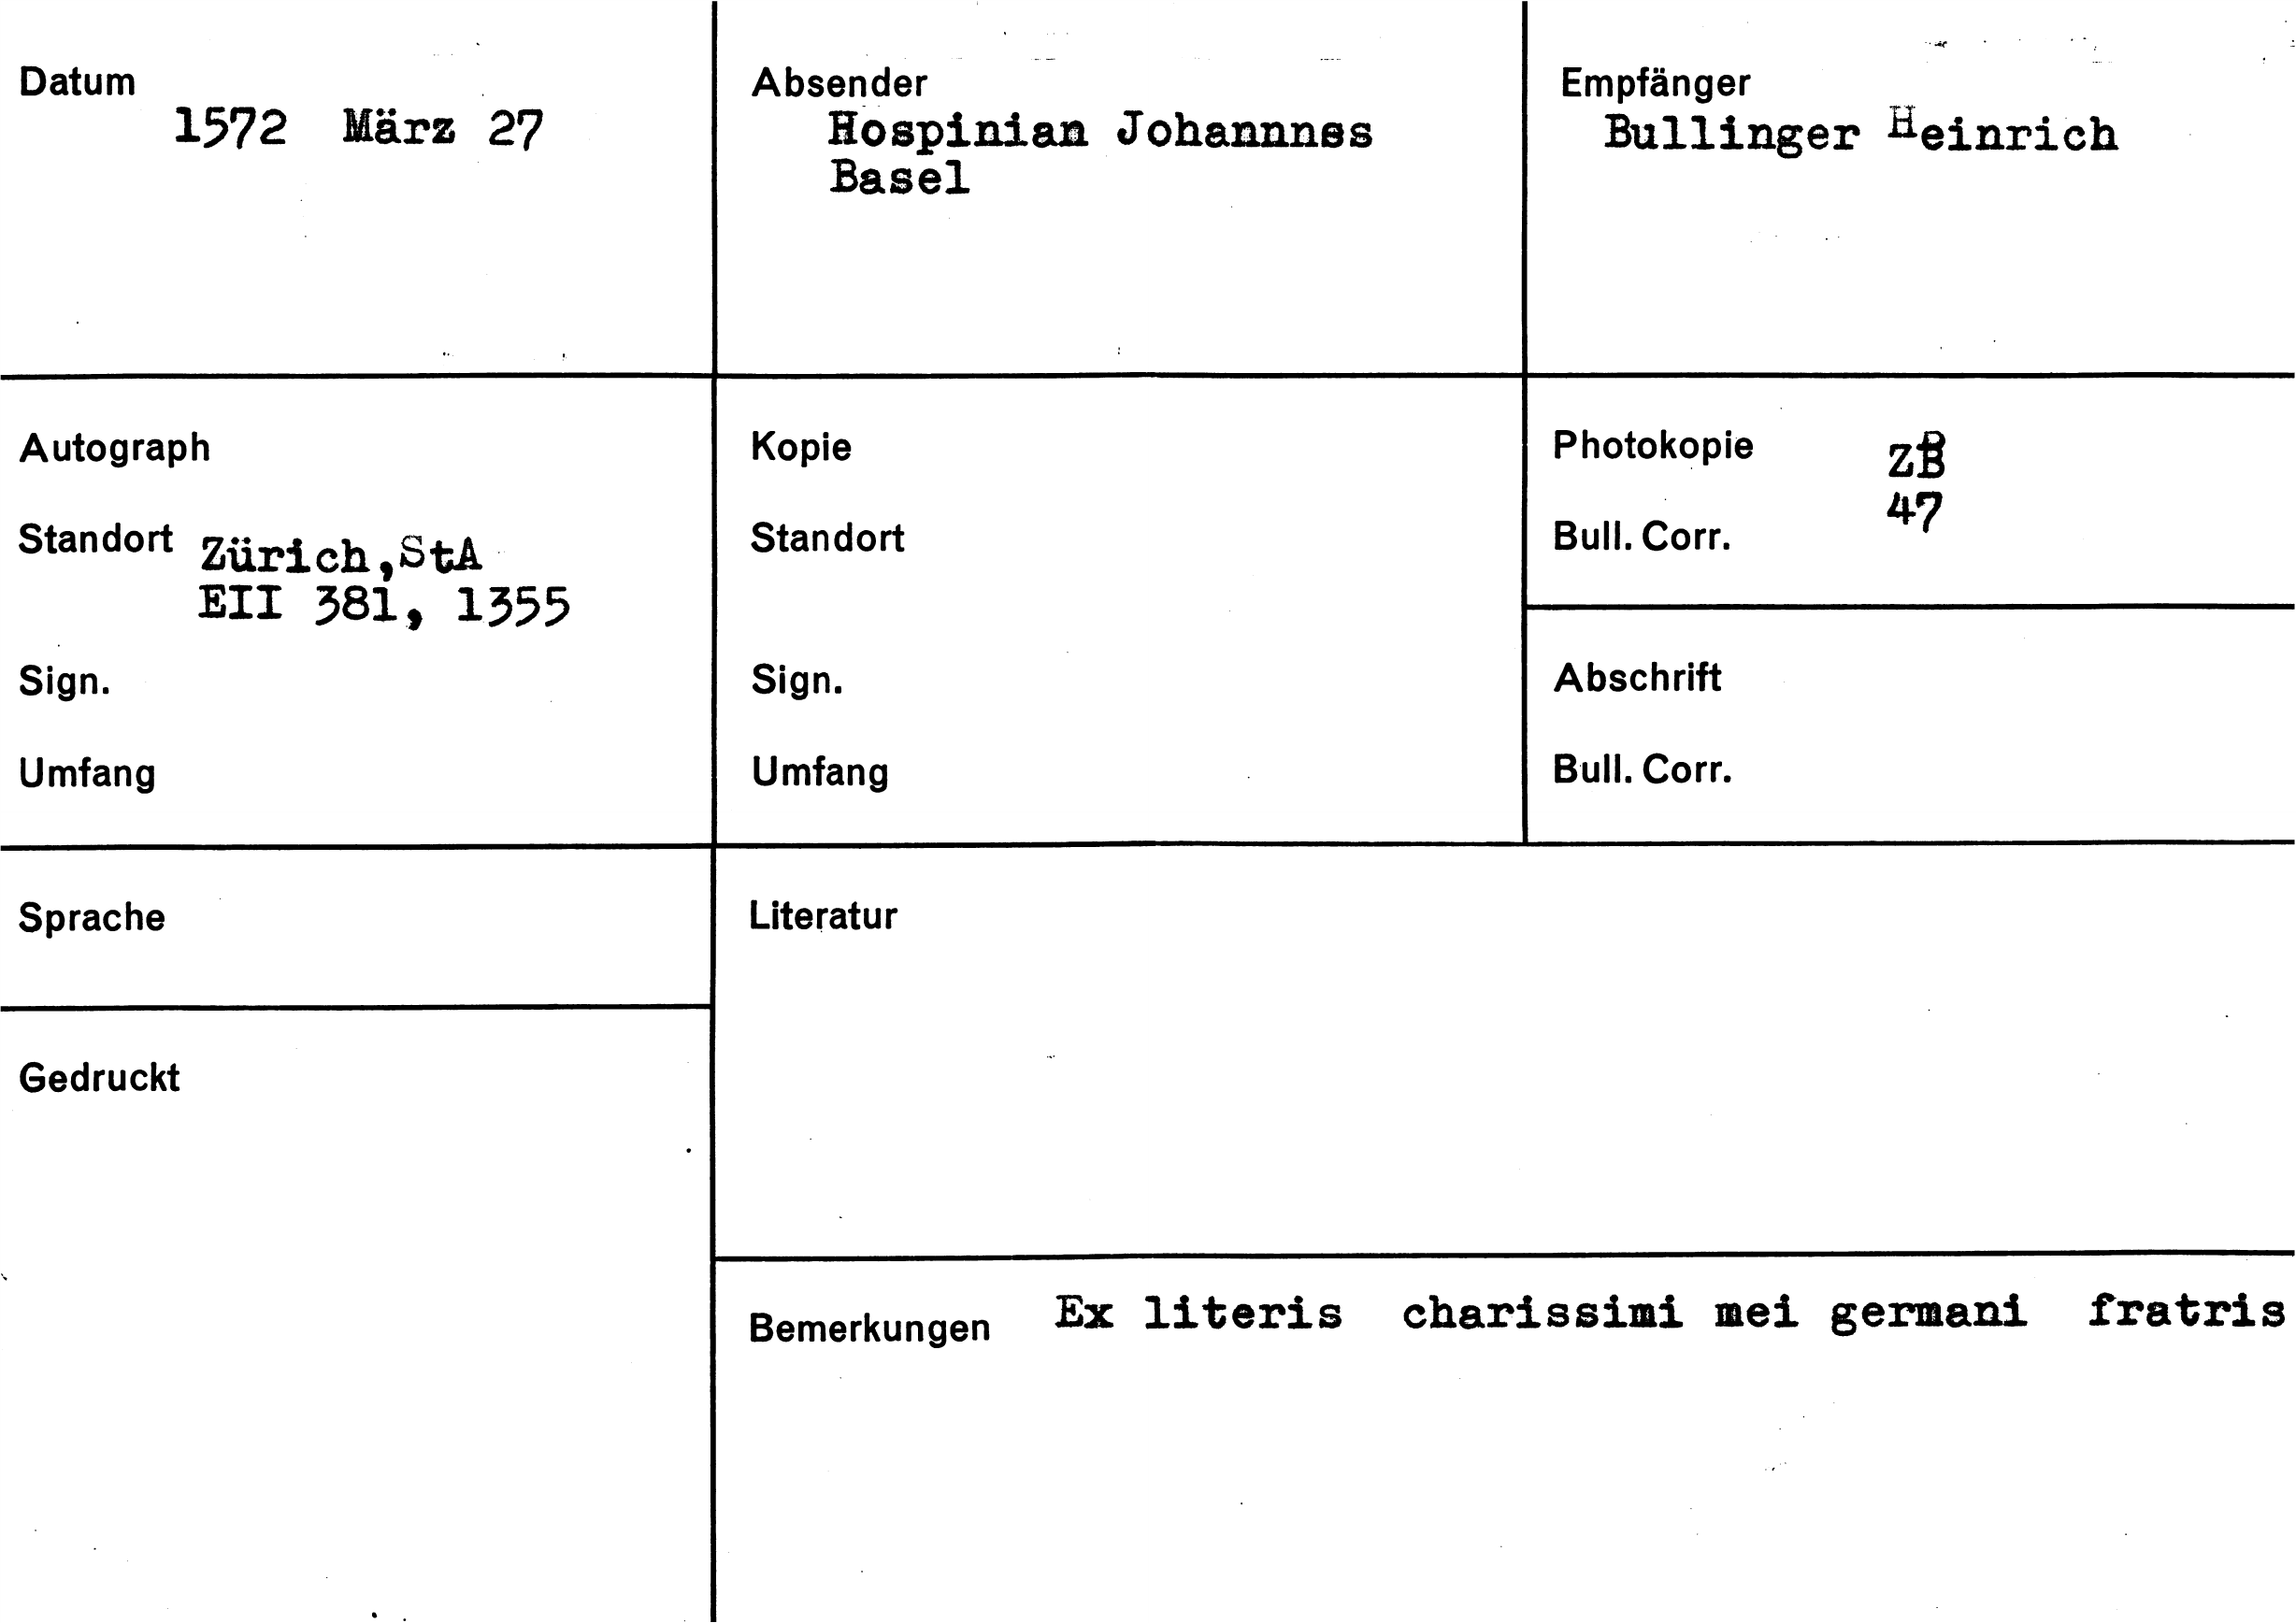 Datum
1572 März 27
Absender
Hospinian Johannnes
Basel
Empfänger
Bullinger Heinrich
Autograph
Standort Zürich,StA
EII 381, 1355
Sign.
Umfang
Kopie
Standort
Sign.
Umfang
Photokopie ZB
Bull. Corr. 47
Abschrift
Bull. Corr.
Sprache
Literatur
Gedruckt
Bemerkungen Ex literis charissimi mei germani fratris